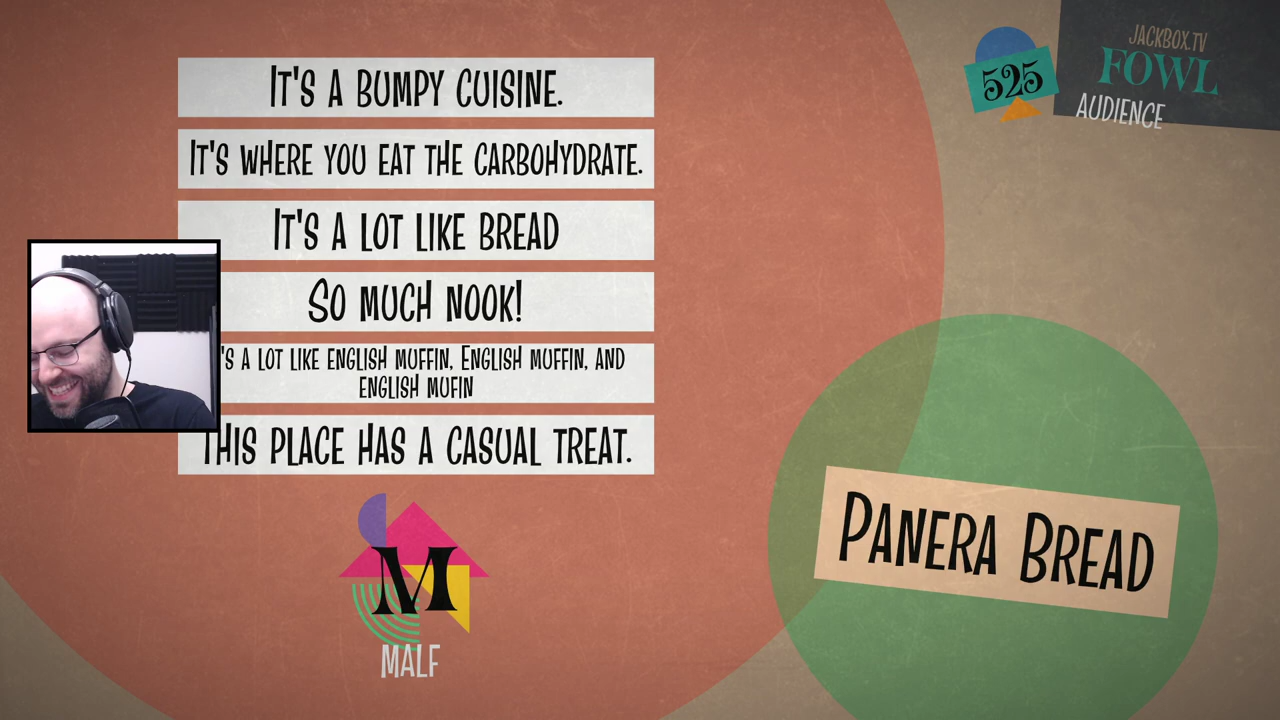 It's a bumpy cuisine.
It's where you eat the carbohydrate.
It's a lot like bread
So much nook!
's a lot like English muffin, English muffin, and
English mufin
This place has a casual treat.
M
MALF
525
JACKBOX.TV
FOWL
AUDIENCE
Panera Bread